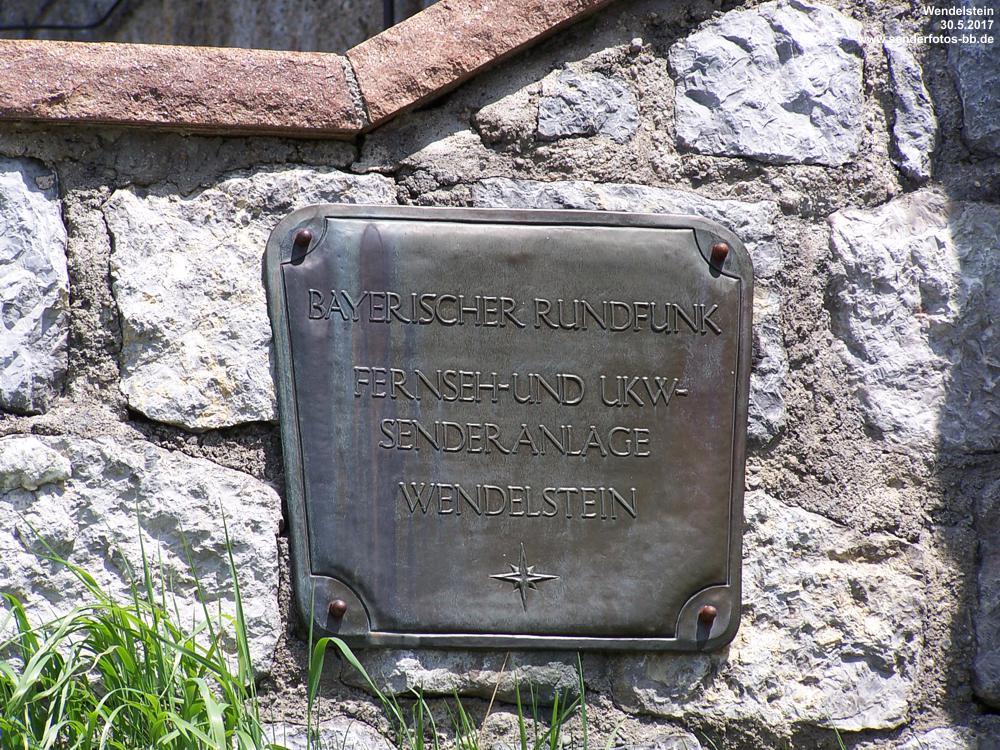 Wendelstein
30.5.2017
www.senderfotos-bb.de
BAYERISCHER RUNDFUNK
FERNSEH-UND UKW-
SENDERANLAGE
WENDELSTEIN